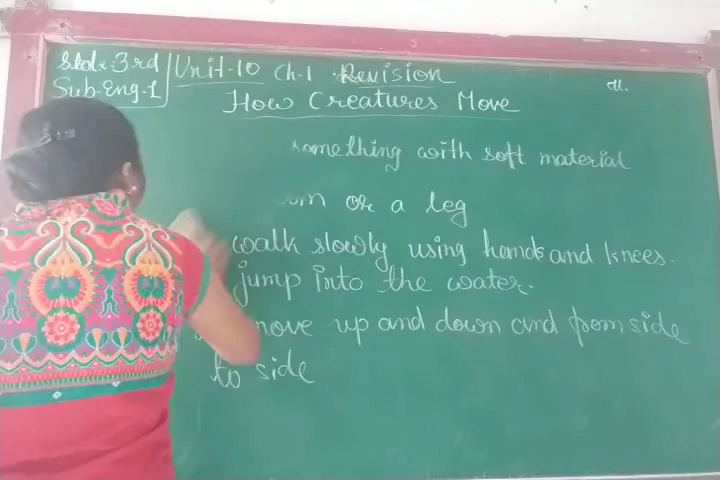 Std:- 3rd
Sub-Eng-1
Unit-10 Ch.1 Revision
How Creatures Move
something with soft material
or a leg
walk slowly using hands and knees.
jump into the water.
move up and down and from side
to side